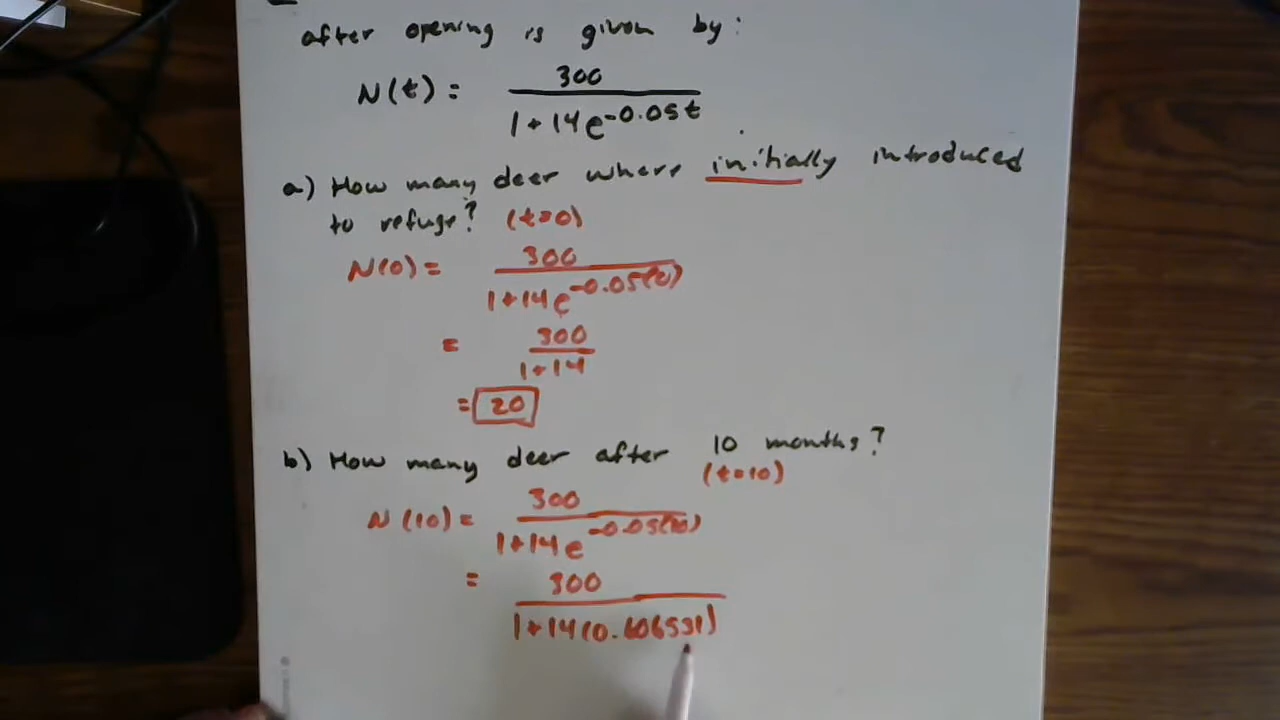 after opening is given by:
N(t) = 300 / 1+14e^-0.05t
a) How many deer where initially introduced
to refuge? (t=0)
N(0) = 300 / 1+14e^-0.05(0)
= 300 / 1+14
= 20
b) How many deer after 10 months?
(t=10)
N(10) = 300 / 1+14e^-0.05(10)
= 300 / 1+14(0.606531)